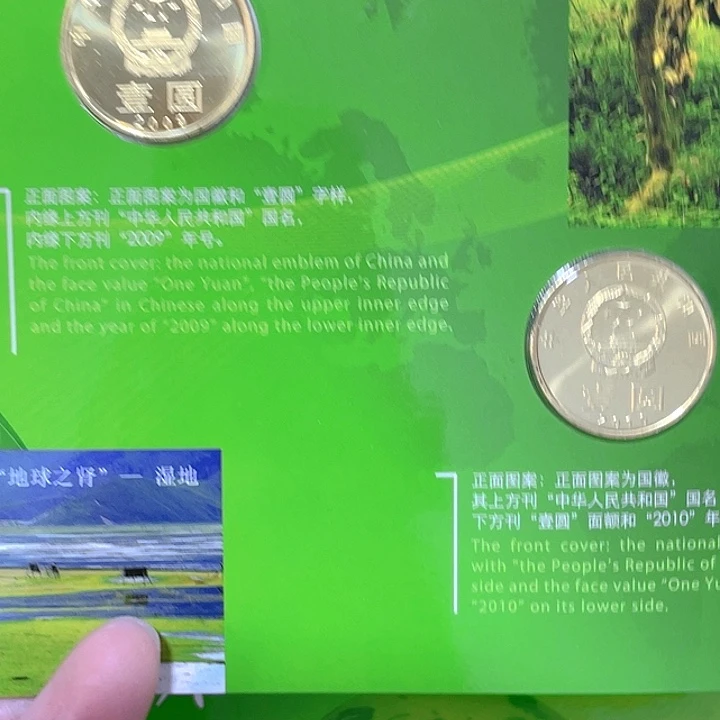 壹圆
2009
正面图案：正面图案为国徽和“壹圆”字样，
内缘上方刊“中华人民共和国”国名，
内缘下方刊“2009”年号。
The front cover: the national emblem of China and
the face value "One Yuan", "the People's Republic
of China" in Chinese along the upper inner edge
and the year of "2009" along the lower inner edge.
“地球之肾” — 湿地
正面图案：正面图案为国徽，
其上方刊“中华人民共和国”国名
下方刊“壹圆”面额和“2010”年
The front cover: the national
with "the People's Republic of
side and the face value "One Yu
"2010" on its lower side.